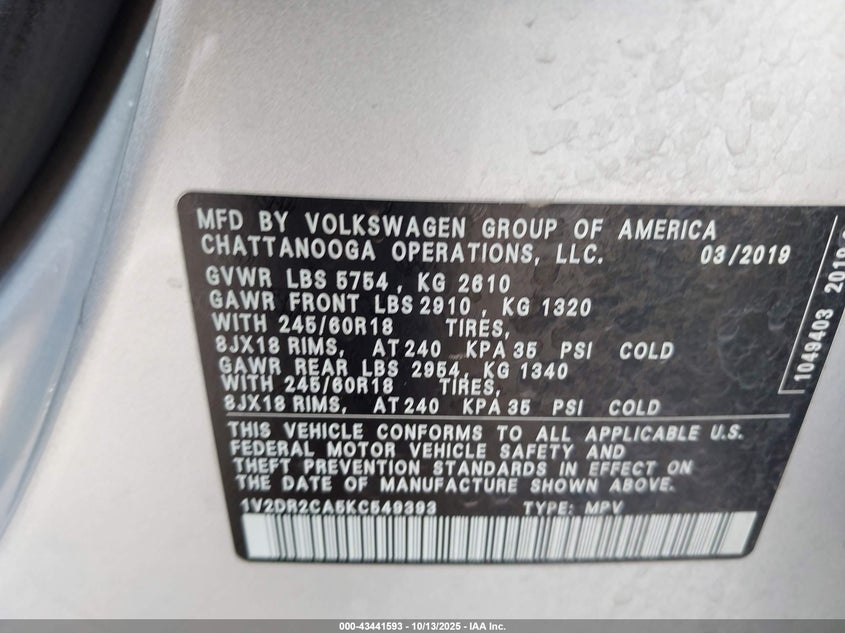 MFD BY VOLKSWAGEN GROUP OF AMERICA
CHATTANOOGA OPERATIONS, LLC. 03/2019
GVWR LBS 5754, KG 2610
GAWR FRONT LBS 2910, KG 1320
WITH 245/60R18 TIRES,
8JX18 RIMS, AT 240 KPA 35 PSI COLD
GAWR REAR LBS 2954, KG 1340
WITH 245/60R18 TIRES,
8JX18 RIMS, AT 240 KPA 35 PSI COLD
THIS VEHICLE CONFORMS TO ALL APPLICABLE U.S.
FEDERAL MOTOR VEHICLE SAFETY AND
THEFT PREVENTION STANDARDS IN EFFECT ON
THE DATE OF MANUFACTURE SHOWN ABOVE.
1V2DR2CA5KC549393 TYPE: MPV
1049403 2019
000-43441593 - 10/13/2025 - IAA Inc.